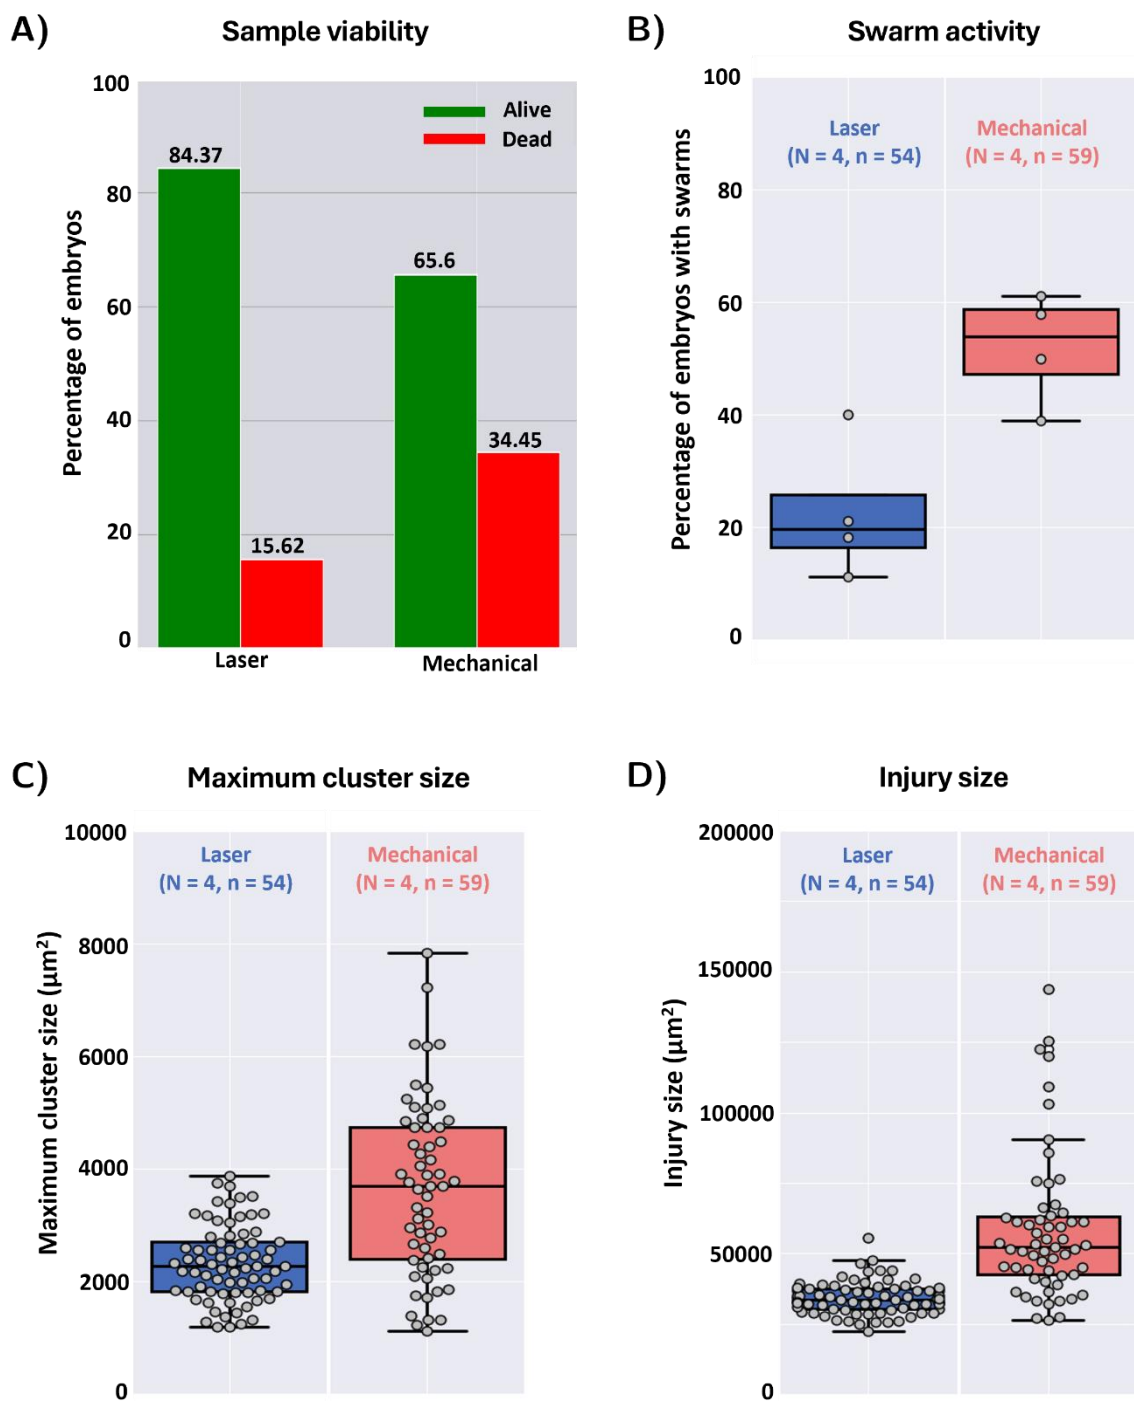 A)
Sample viability
Percentage of embryos
100
80
60
40
20
0
Alive
Dead
84.37
15.62
65.6
34.45
Laser
Mechanical
B)
Swarm activity
Percentage of embryos with swarms
100
80
60
40
20
0
Laser
(N = 4, n = 54)
Mechanical
(N = 4, n = 59)
C)
Maximum cluster size
Maximum cluster size (µm²)
10000
8000
6000
4000
2000
0
Laser
(N = 4, n = 54)
Mechanical
(N = 4, n = 59)
D)
Injury size
Injury size (µm²)
200000
150000
100000
50000
0
Laser
(N = 4, n = 54)
Mechanical
(N = 4, n = 59)